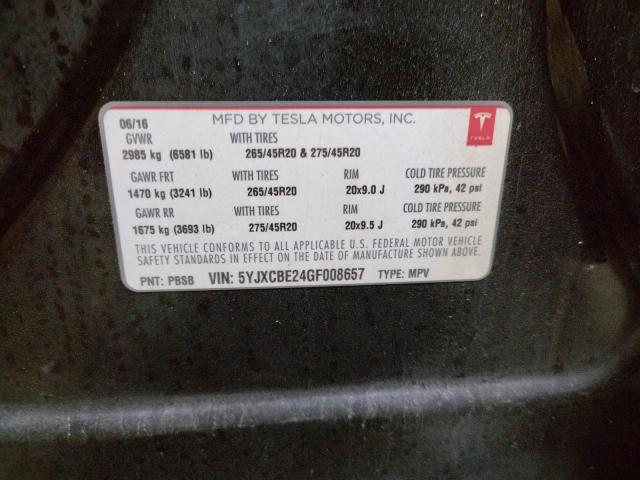 06/16 MFD BY TESLA MOTORS, INC.
TESLA
GVWR WITH TIRES
2985 kg (6581 lb) 265/45R20 & 275/45R20
GAWR FRT WITH TIRES RIM COLD TIRE PRESSURE
1470 kg (3241 lb) 265/45R20 20x9.0 J 290 kPa, 42 psi
GAWR RR WITH TIRES RIM COLD TIRE PRESSURE
1675 kg (3693 lb) 275/45R20 20x9.5 J 290 kPa, 42 psi
THIS VEHICLE CONFORMS TO ALL APPLICABLE U.S. FEDERAL MOTOR VEHICLE
SAFETY STANDARDS IN EFFECT ON THE DATE OF MANUFACTURE SHOWN ABOVE.
PNT: PBSB VIN: 5YJXCBE24GF008657 TYPE: MPV